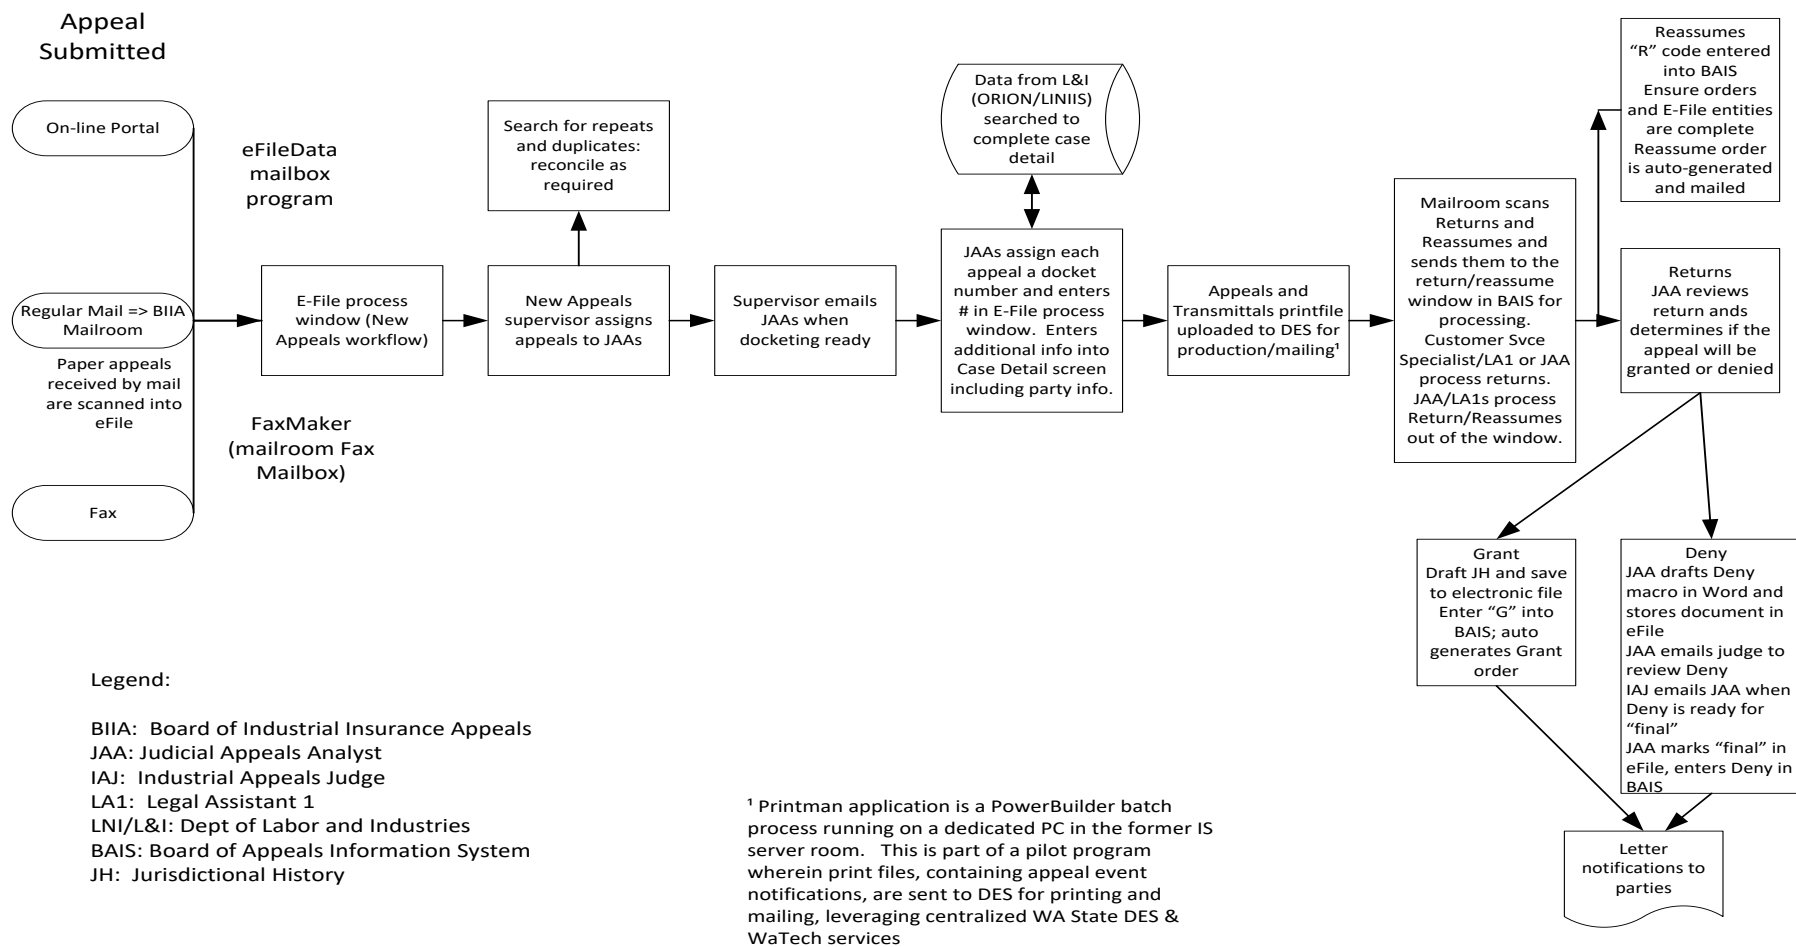 Appeal
Submitted
On-line Portal
Regular Mail => BIIA
Mailroom
Paper appeals
received by mail
are scanned into
eFile
Fax
eFileData
mailbox
program
E-File process
window (New
Appeals workflow)
FaxMaker
(mailroom Fax
Mailbox)
Search for repeats
and duplicates:
reconcile as
required
New Appeals
supervisor assigns
appeals to JAAs
Supervisor emails
JAAs when
docketing ready
Data from L&I
(ORION/LINIIS)
searched to
complete case
detail
JAAs assign each
appeal a docket
number and enters
# in E-File process
window.  Enters
additional info into
Case Detail screen
including party info.
Appeals and
Transmittals printfile
uploaded to DES for
production/mailing¹
Mailroom scans
Returns and
Reassumes and
sends them to the
return/reassume
window in BAIS for
processing.
Customer Svce
Specialist/LA1 or JAA
process returns.
JAA/LA1s process
Return/Reassumes
out of the window.
Reassumes
“R” code entered
into BAIS
Ensure orders
and E-File entities
are complete
Reassume order
is auto-generated
and mailed
Returns
JAA reviews
return ands
determines if the
appeal will be
granted or denied
Grant
Draft JH and save
to electronic file
Enter “G” into
BAIS; auto
generates Grant
order
Deny
JAA drafts Deny
macro in Word and
stores document in
eFile
JAA emails judge to
review Deny
IAJ emails JAA when
Deny is ready for
“final”
JAA marks “final” in
eFile, enters Deny in
BAIS
Letter
notifications to
parties
Legend:
BIIA:  Board of Industrial Insurance Appeals
JAA: Judicial Appeals Analyst
IAJ:  Industrial Appeals Judge
LA1:  Legal Assistant 1
LNI/L&I: Dept of Labor and Industries
BAIS: Board of Appeals Information System
JH:  Jurisdictional History
¹ Printman application is a PowerBuilder batch
process running on a dedicated PC in the former IS
server room.   This is part of a pilot program
wherein print files, containing appeal event
notifications, are sent to DES for printing and
mailing, leveraging centralized WA State DES &
WaTech services